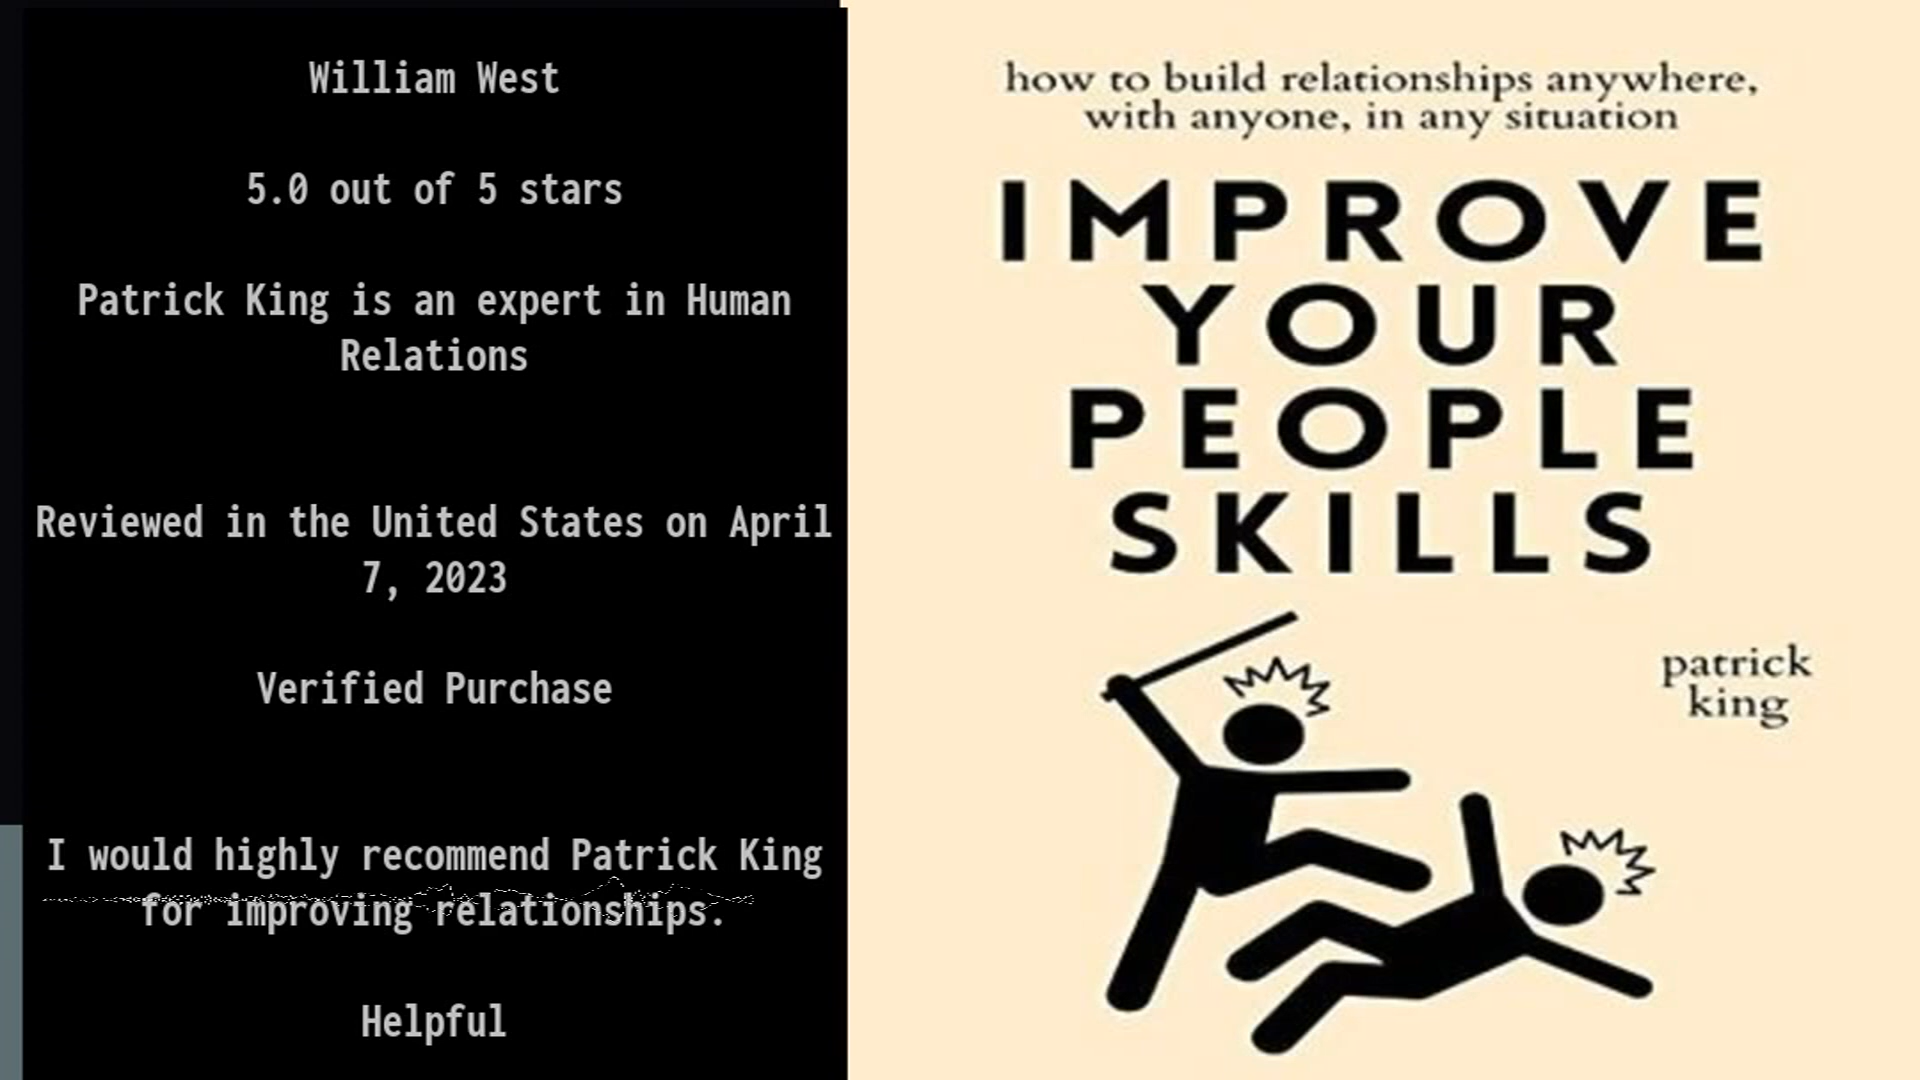 William West
5.0 out of 5 stars
Patrick King is an expert in Human
Relations
Reviewed in the United States on April
7, 2023
Verified Purchase
I would highly recommend Patrick King
for improving relationships.
Helpful
how to build relationships anywhere,
with anyone, in any situation
IMPROVE
YOUR
PEOPLE
SKILLS
patrick
king